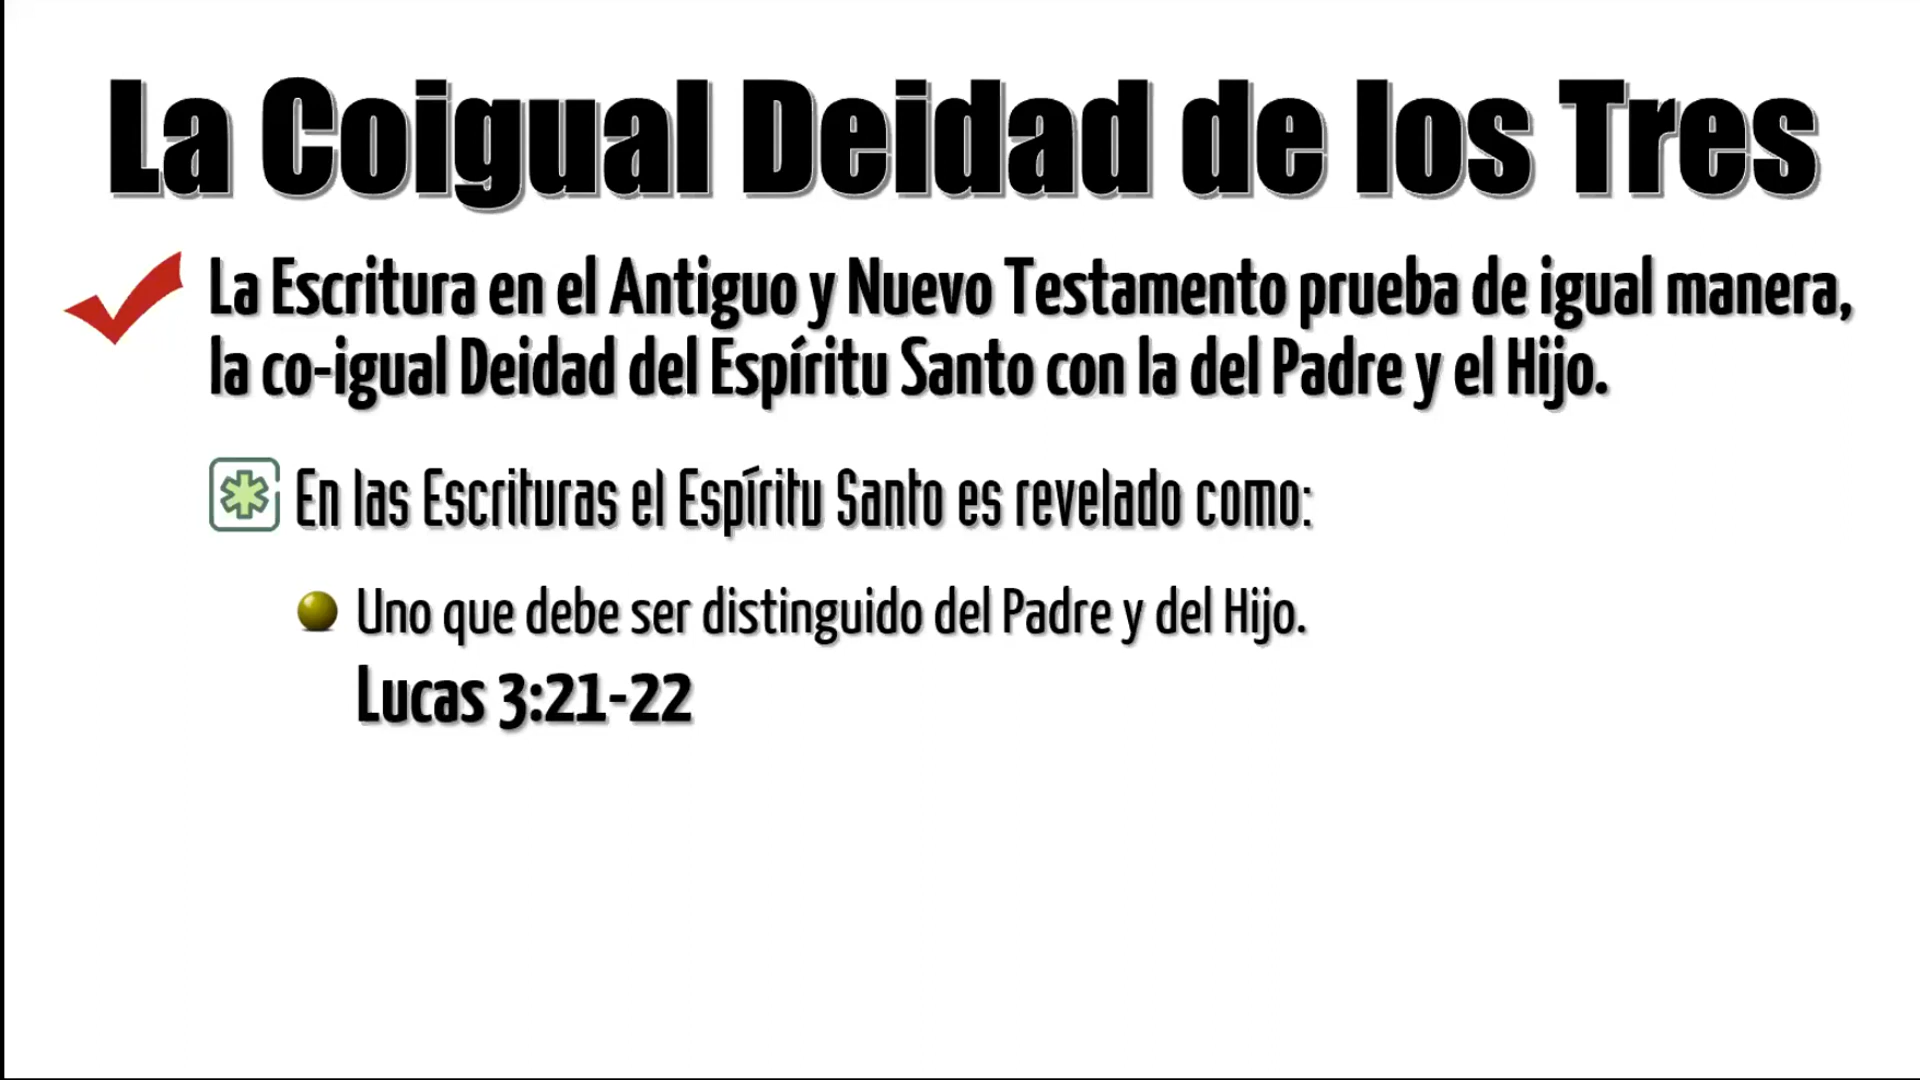 La Coigual Deidad de los Tres
La Escritura en el Antiguo y Nuevo Testamento prueba de igual manera,
la co-igual Deidad del Espíritu Santo con la del Padre y el Hijo.
En las Escrituras el Espíritu Santo es revelado como:
Uno que debe ser distinguido del Padre y del Hijo.
Lucas 3:21-22